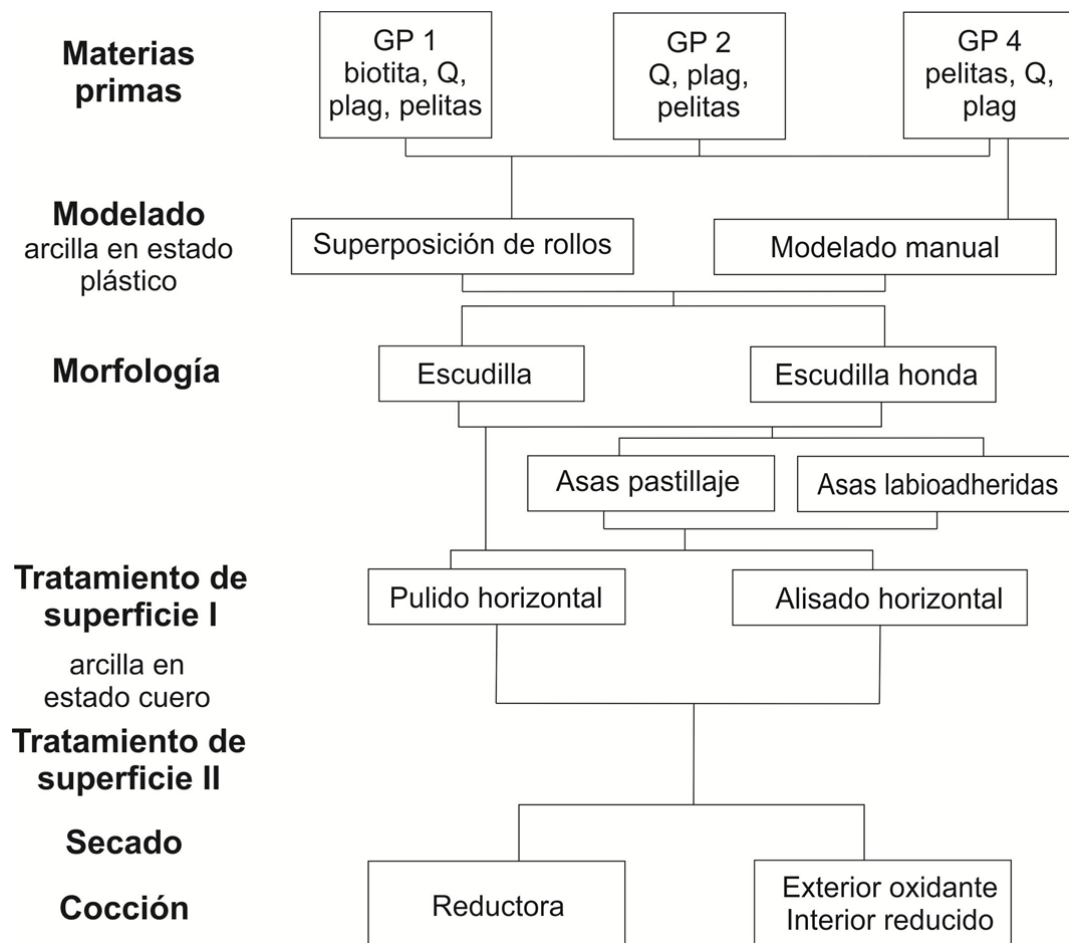 Materias
primas
GP 1
biotita, Q,
plag, pelitas
GP 2
Q, plag,
pelitas
GP 4
pelitas, Q,
plag
Modelado
arcilla en estado
plástico
Superposición de rollos
Modelado manual
Morfología
Escudilla
Escudilla honda
Asas pastillaje
Asas labioadheridas
Tratamiento de
superficie I
arcilla en
estado cuero
Pulido horizontal
Alisado horizontal
Tratamiento de
superficie II
Secado
Cocción
Reductora
Exterior oxidante
Interior reducido